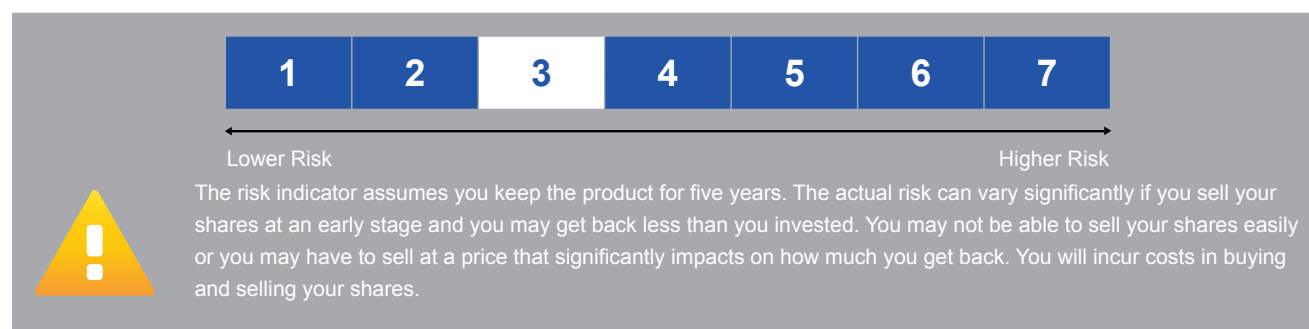 1 2 3 4 5 6 7
Lower Risk Higher Risk
The risk indicator assumes you keep the product for five years. The actual risk can vary significantly if you sell your
shares at an early stage and you may get back less than you invested. You may not be able to sell your shares easily
or you may have to sell at a price that significantly impacts on how much you get back. You will incur costs in buying
and selling your shares.